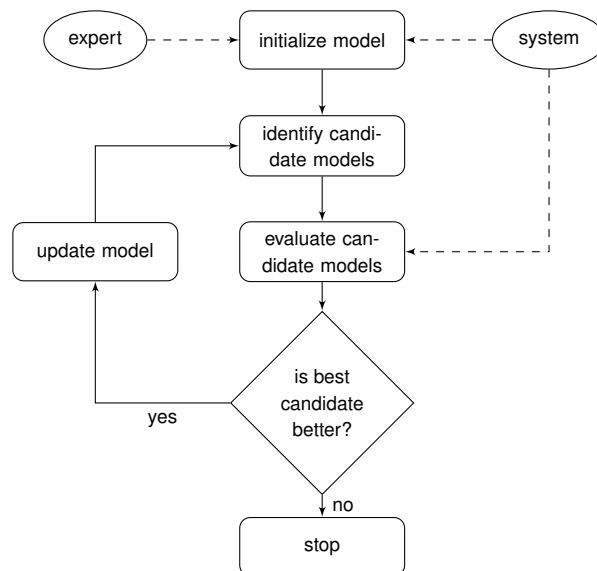 expert
initialize model
system
identify candi-
date models
update model
evaluate can-
didate models
is best
candidate
better?
yes
no
stop